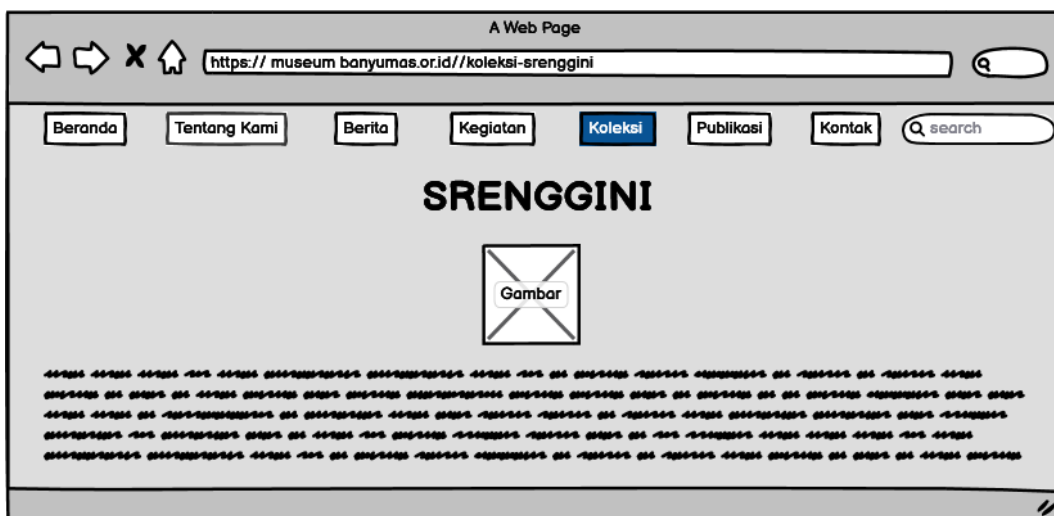 A Web Page
https:// museum banyumas.or.id//koleksi-srenggini
Beranda Tentang Kami Berita Kegiatan Koleksi Publikasi Kontak search
SRENGGINI
Gambar